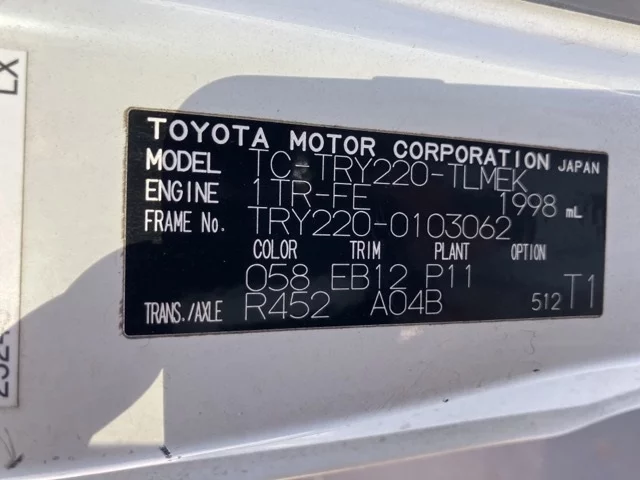 LX
TOYOTA MOTOR CORPORATION JAPAN
MODEL TC-TRY220-TLMEK
ENGINE 1TR-FE 1998 mL
FRAME No. TRY220-0103062
COLOR TRIM PLANT OPTION
058 EB12 P11
TRANS./AXLE R452 A04B 512 T1